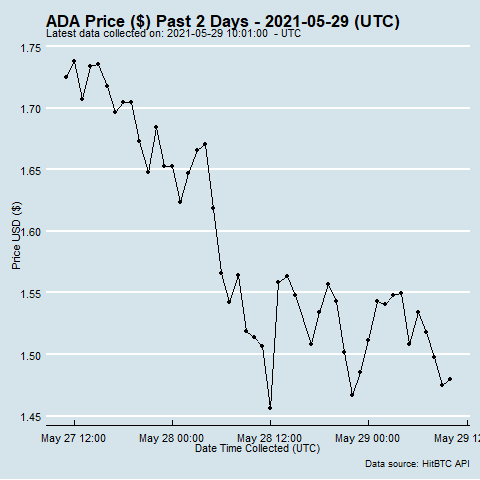 ADA Price ($) Past 2 Days - 2021-05-29 (UTC)
Latest data collected on: 2021-05-29 10:01:00  - UTC
1.75
1.70
1.65
1.60
1.55
1.50
1.45
Price USD ($)
May 27 12:00 May 28 00:00 May 28 12:00 May 29 00:00 May 29 12
Date Time Collected (UTC)
Data source: HitBTC API